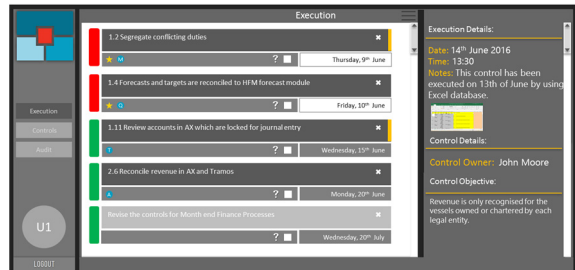 Execution
Execution
Controls
Audit
U1
LOGOUT
1.2 Segregate conflicting duties
M
?
Thursday, 9th June
1.4 Forecasts and targets are reconciled to HFM forecast module
Q
?
Friday, 10th June
1.11 Review accounts in AX which are locked for journal entry
T
?
Wednesday, 15th June
2.6 Reconcile revenue in AX and Tramos
?
Monday, 20th June
Revise the controls for Month end Finance Processes
?
Wednesday, 20th July
Execution Details:
Date: 14th June 2016
Time: 13:30
Notes: This control has been
executed on 13th of June by using
Excel database.
Control Details:
Control Owner: John Moore
Control Objective:
Revenue is only recognised for the
vessels owned or chartered by each
legal entity.